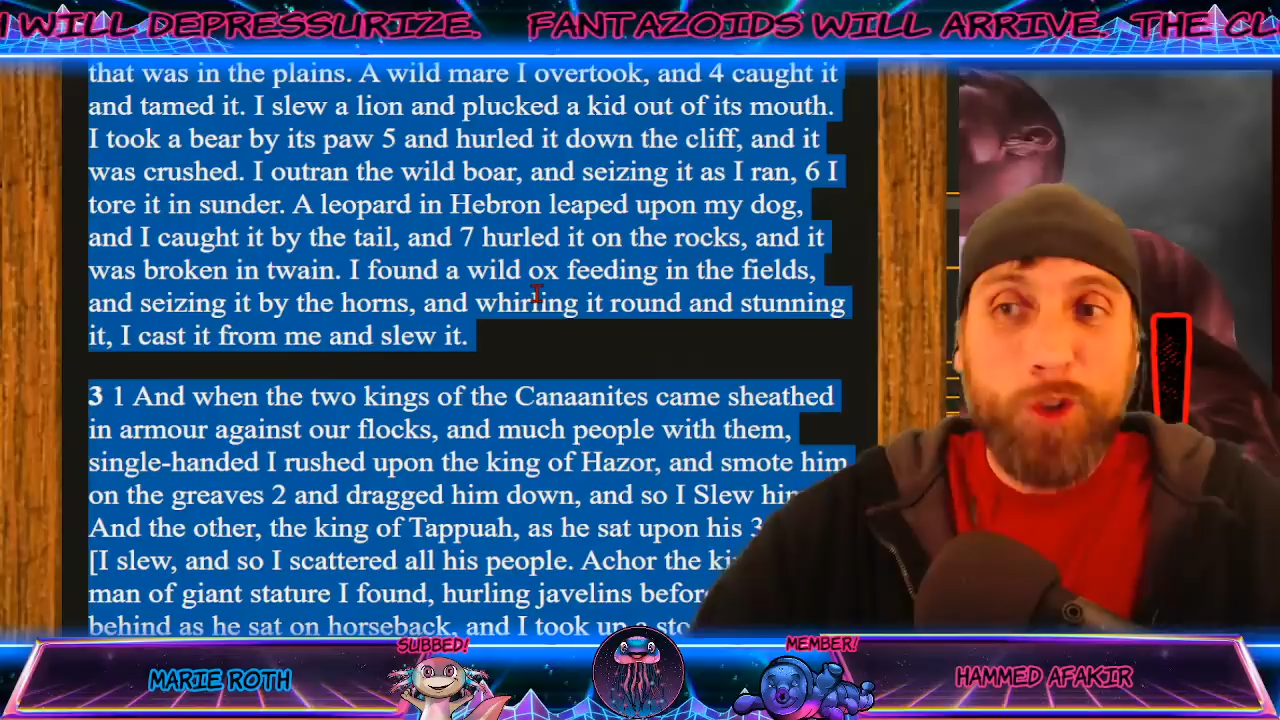 WILL DEPRESSURIZE. FANTAZOIDS WILL ARRIVE. THE
that was in the plains. A wild mare I overtook, and 4 caught it
and tamed it. I slew a lion and plucked a kid out of its mouth.
I took a bear by its paw 5 and hurled it down the cliff, and it
was crushed. I outran the wild boar, and seizing it as I ran, 6 I
tore it in sunder. A leopard in Hebron leaped upon my dog,
and I caught it by the tail, and 7 hurled it on the rocks, and it
was broken in twain. I found a wild ox feeding in the fields,
and seizing it by the horns, and whirling it round and stunning
it, I cast it from me and slew it.
3 1 And when the two kings of the Canaanites came sheathed
in armour against our flocks, and much people with them,
single-handed I rushed upon the king of Hazor, and smote him
on the greaves 2 and dragged him down, and so I Slew
And the other, the king of Tappuah, as he sat upon his 3
[I slew, and so I scattered all his people. Achor the
man of giant stature I found, hurling javelins
behind as he sat on horseback, and I took up a
SUBBED!
MEMBER!
MARIE ROTH
HAMMED AFAKIR